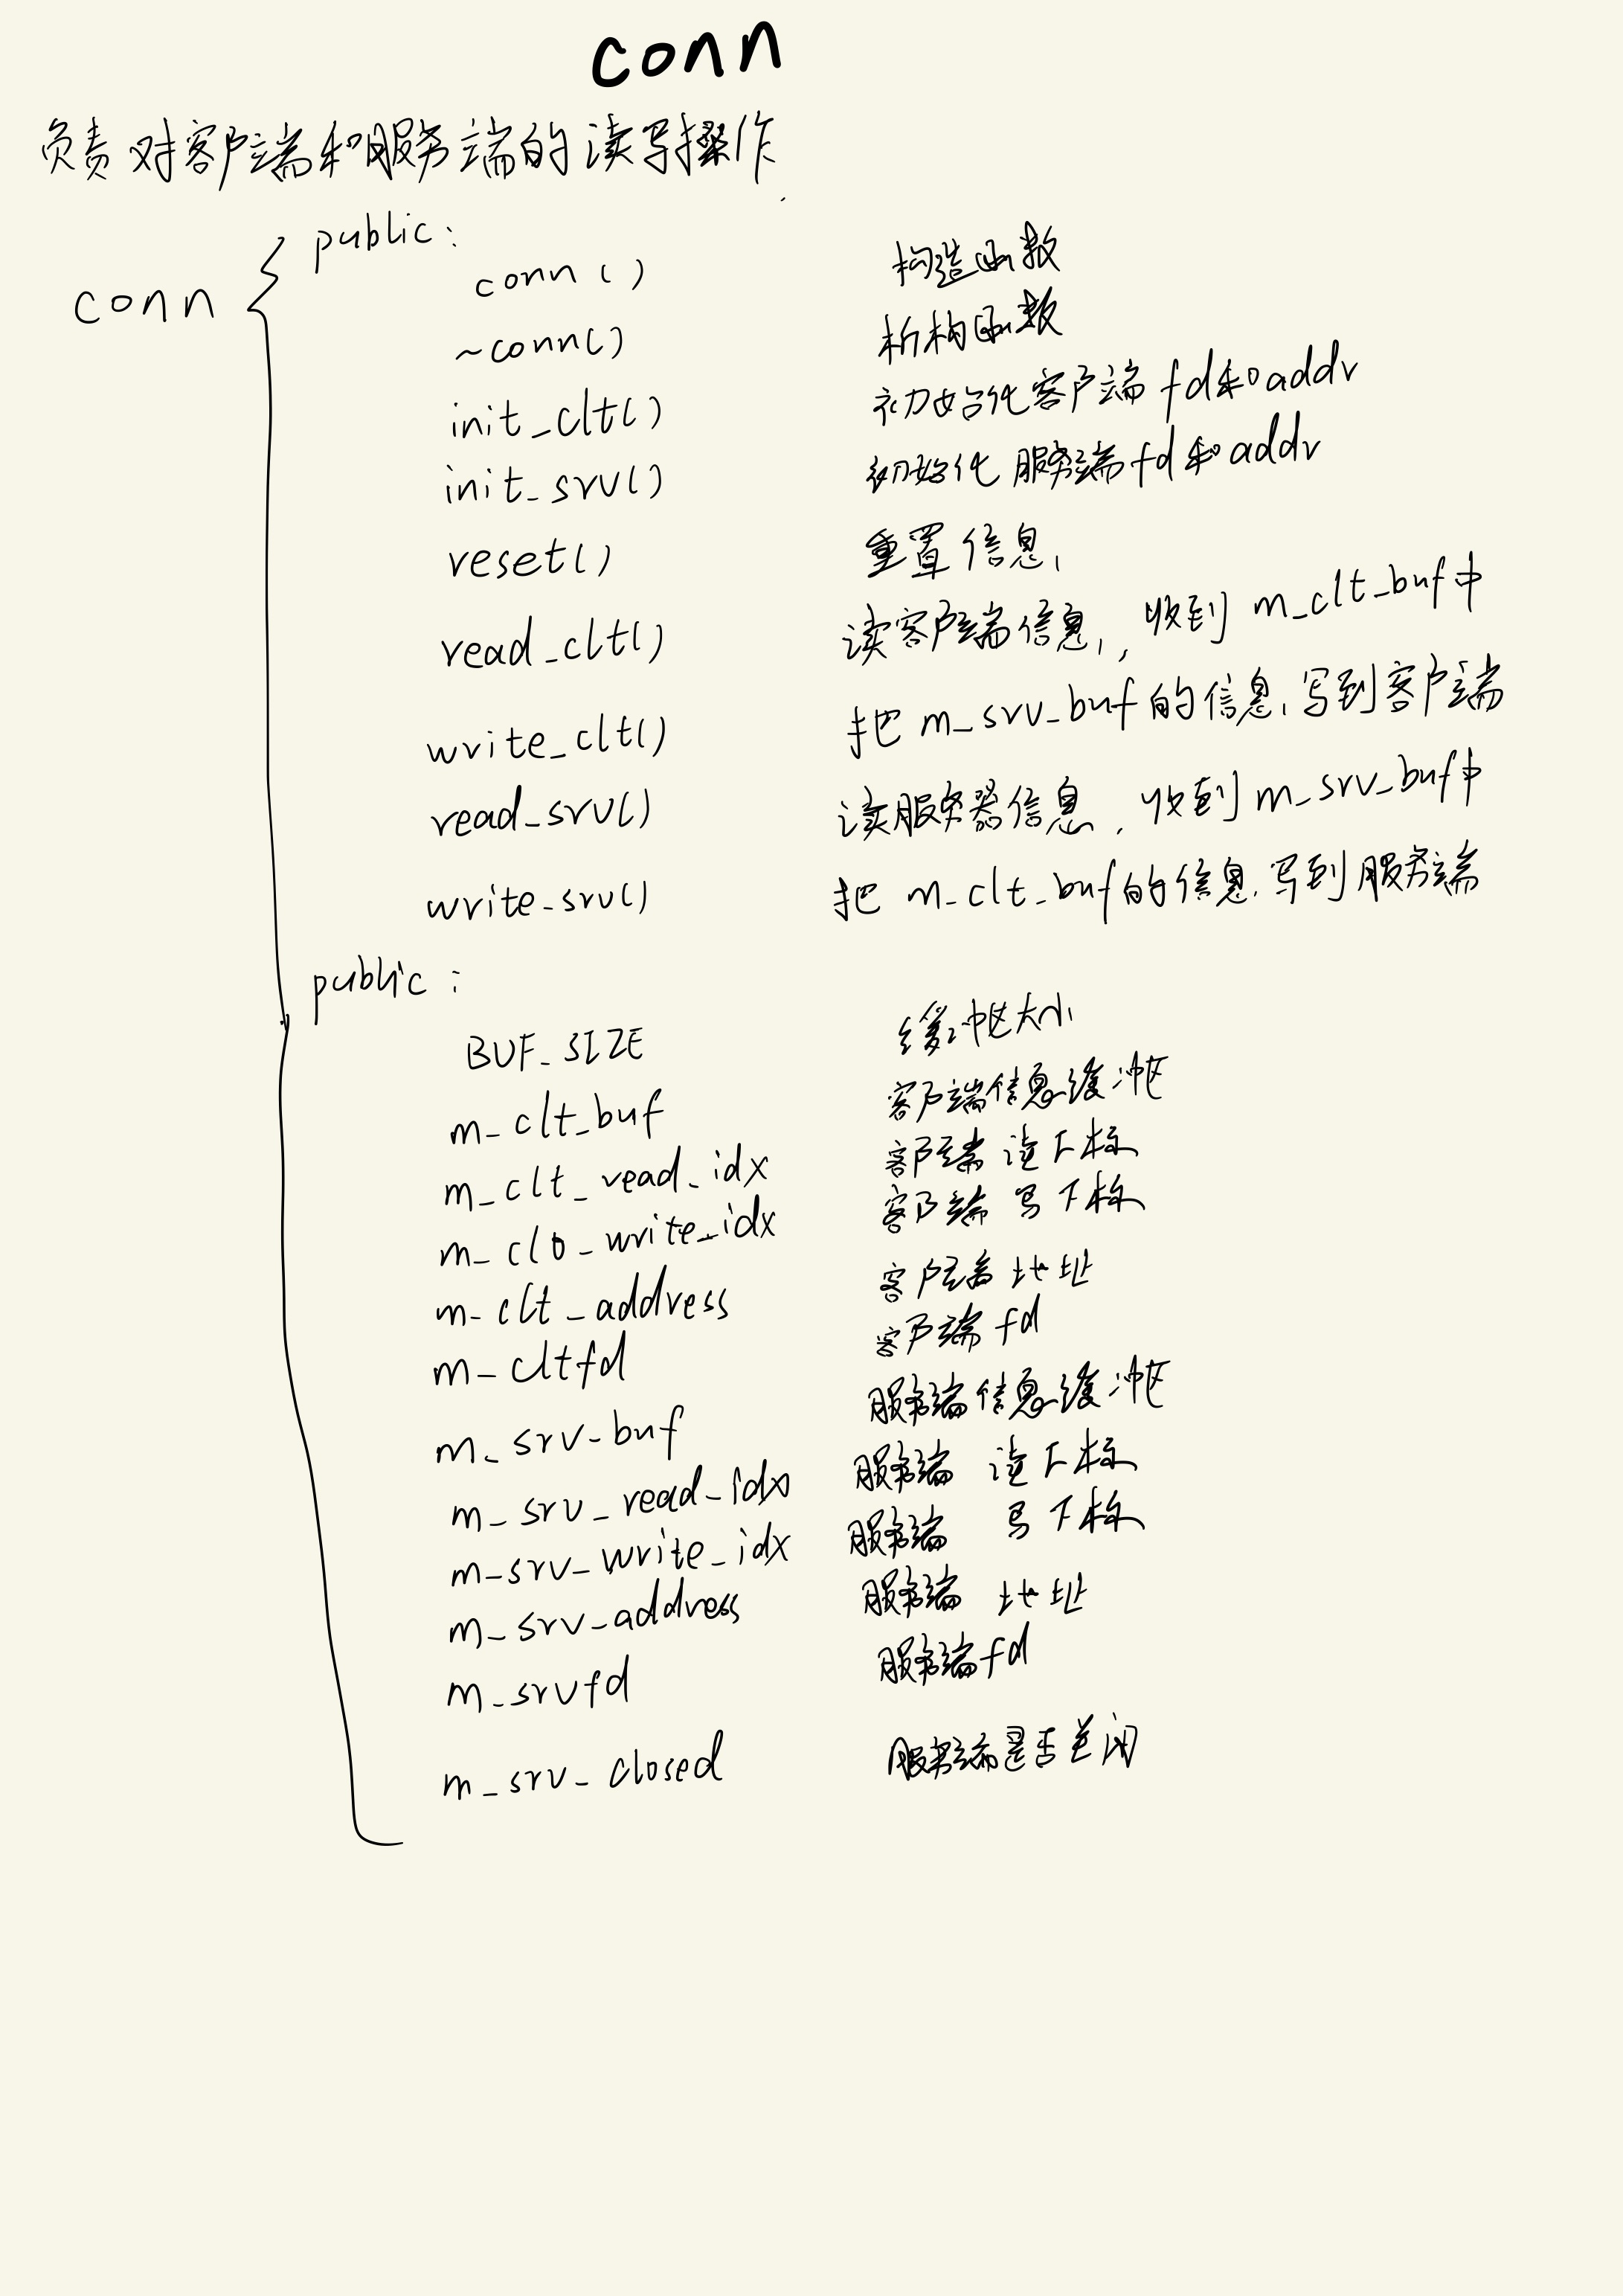 conn
负责对客户端和服务端的读写操作.
conn
public:
conn() 构造函数
~conn() 析构函数
init_clt() 初始化客户端fd和addr
init_srv() 初始化服务端fd和addr
reset() 重置信息
read_clt() 读客户端信息,收到m_clt_buf中
write_clt() 把m_srv_buf的信息写到客户端
read_srv() 读服务器信息,收到m_srv_buf中
write_srv() 把m_clt_buf的信息写到服务端
public:
BUF_SIZE 缓冲区大小
m_clt_buf 客户端信息缓冲区
m_clt_read_idx 客户端 读下标
m_clt_write_idx 客户端 写下标
m_clt_address 客户端 地址
m_cltfd 客户端 fd
m_srv_buf 服务端信息缓冲区
m_srv_read_idx 服务端 读下标
m_srv_write_idx 服务端 写下标
m_srv_address 服务端 地址
m_srvfd 服务端fd
m_srv_closed 服务端是否关闭